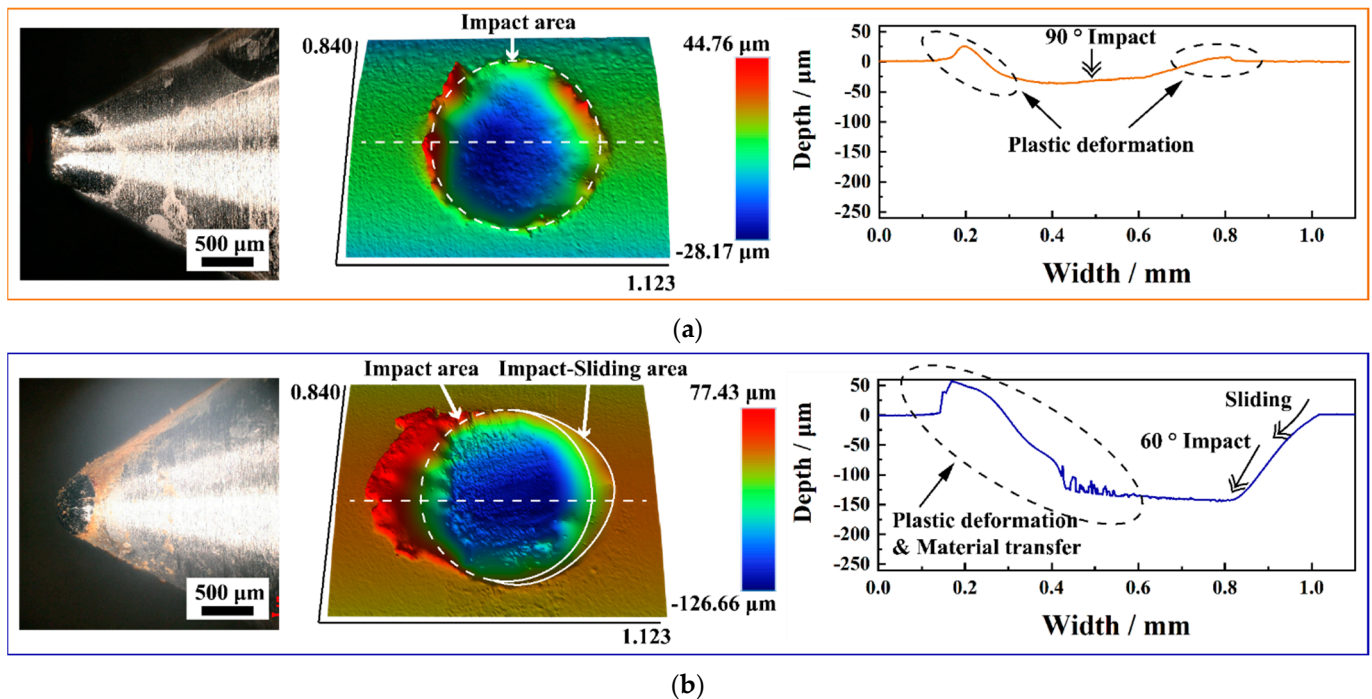 Impact area
0.840
44.76 μm
-28.17 μm
1.123
500 μm
50
0
-50
-100
-150
-200
-250
Depth / μm
90 ° Impact
Plastic deformation
0.0 0.2 0.4 0.6 0.8 1.0
Width / mm
(a)
Impact area
Impact-Sliding area
0.840
77.43 μm
-126.66 μm
1.123
500 μm
50
0
-50
-100
-150
-200
-250
Depth / μm
Sliding
60 ° Impact
Plastic deformation
& Material transfer
0.0 0.2 0.4 0.6 0.8 1.0
Width / mm
(b)